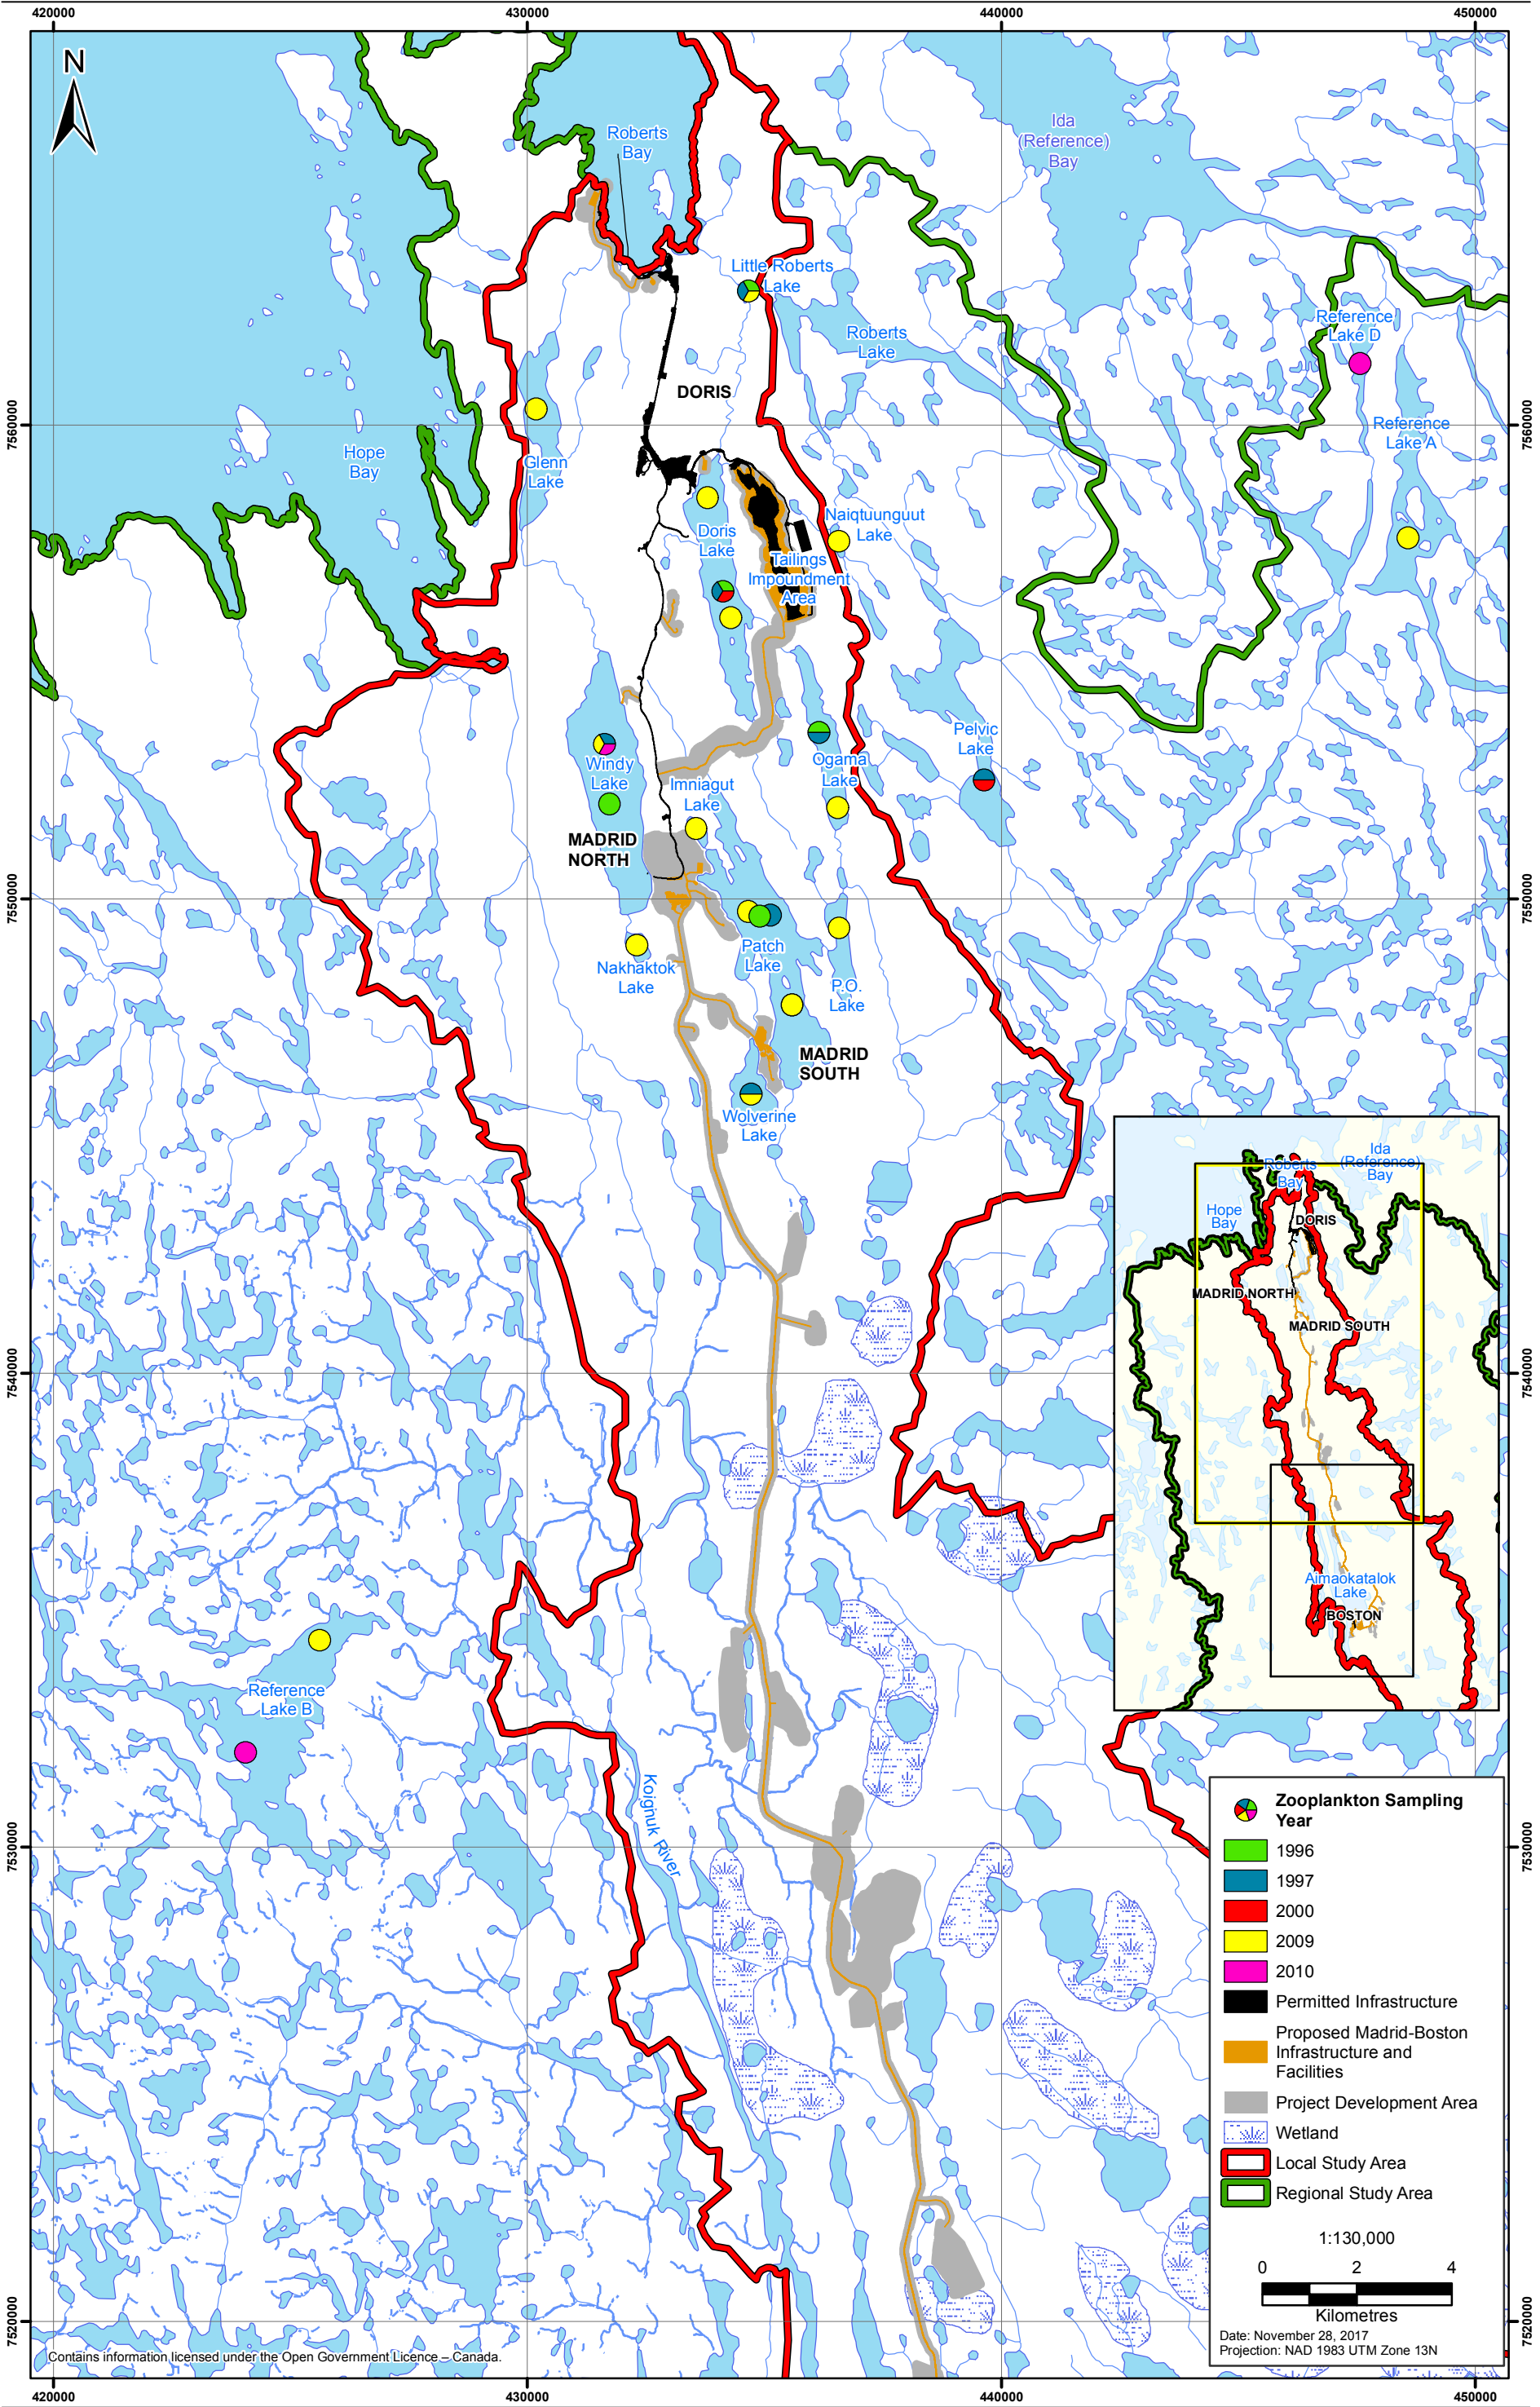 420000
430000
440000
450000
N
Roberts
Bay
Ida
(Reference)
Bay
Little Roberts
Lake
Roberts
Lake
Reference
Lake D
DORIS
7560000
7560000
Hope
Bay
Glenn
Lake
Reference
Lake A
Doris
Lake
Naiqtuunguut
Lake
Tailings
Impoundment
Area
Windy
Lake
Ogama
Lake
Pelvic
Lake
Imniagut
Lake
MADRID
NORTH
7550000
7550000
Patch
Lake
Nakhaktok
Lake
P.O.
Lake
MADRID
SOUTH
Wolverine
Lake
Roberts
Bay
Ida
(Reference)
Bay
Hope
Bay
DORIS
MADRID NORTH
MADRID SOUTH
Aimaokatalok
Lake
BOSTON
7540000
7540000
Reference
Lake B
Koignuk River
7530000
7530000
Zooplankton Sampling
Year
1996
1997
2000
2009
2010
Permitted Infrastructure
Proposed Madrid-Boston
Infrastructure and
Facilities
Project Development Area
Wetland
Local Study Area
Regional Study Area
1:130,000
0 2 4
Kilometres
Date: November 28, 2017
Projection: NAD 1983 UTM Zone 13N
7520000
7520000
Contains information licensed under the Open Government Licence – Canada.
420000
430000
440000
450000